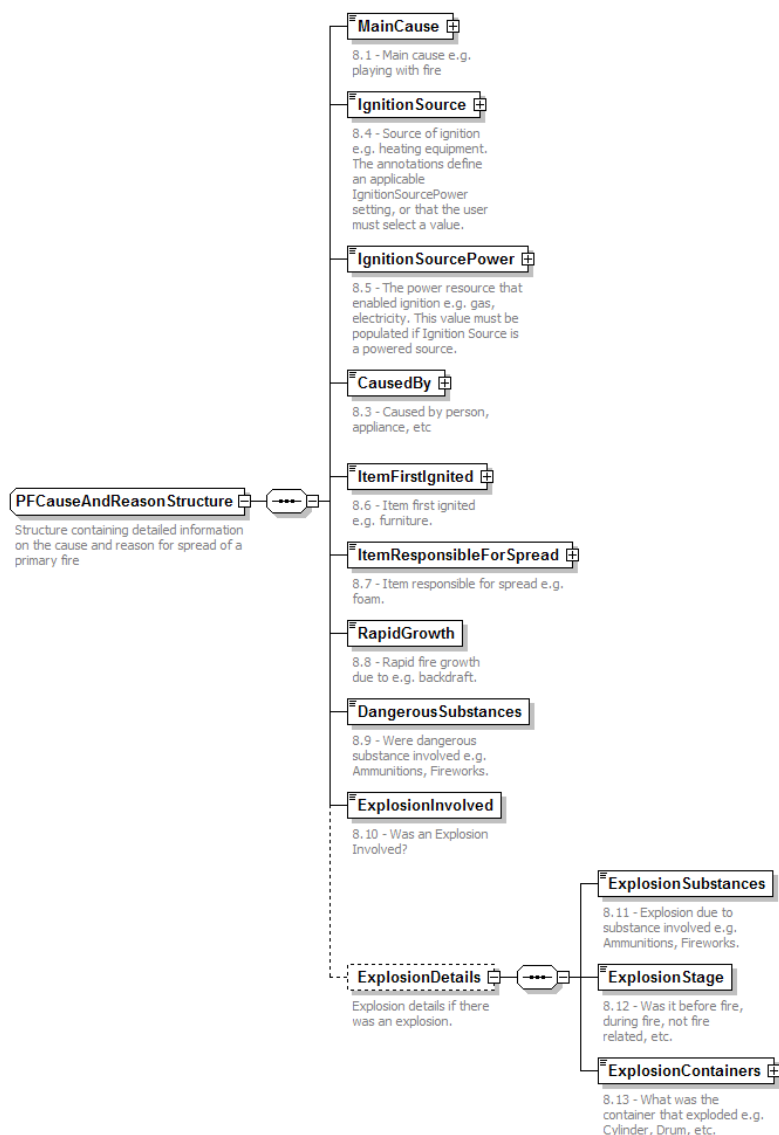 MainCause
8.1 - Main cause e.g.
playing with fire
IgnitionSource
8.4 - Source of ignition
e.g. heating equipment.
The annotations define
an applicable
IgnitionSourcePower
setting, or that the user
must select a value.
IgnitionSourcePower
8.5 - The power resource that
enabled ignition e.g. gas,
electricity. This value must be
populated if Ignition Source is
a powered source.
CausedBy
8.3 - Caused by person,
appliance, etc
PFCauseAndReasonStructure
Structure containing detailed information
on the cause and reason for spread of a
primary fire
ItemFirstIgnited
8.6 - Item first ignited
e.g. furniture.
ItemResponsibleForSpread
8.7 - Item responsible for spread e.g.
foam.
RapidGrowth
8.8 - Rapid fire growth
due to e.g. backdraft.
DangerousSubstances
8.9 - Were dangerous
substance involved e.g.
Ammunitions, Fireworks.
ExplosionInvolved
8.10 - Was an Explosion
Involved?
ExplosionDetails
Explosion details if there
was an explosion.
ExplosionSubstances
8.11 - Explosion due to
substance involved e.g.
Ammunitions, Fireworks.
ExplosionStage
8.12 - Was it before fire,
during fire, not fire
related, etc.
ExplosionContainers
8.13 - What was the
container that exploded e.g.
Cylinder, Drum, etc.